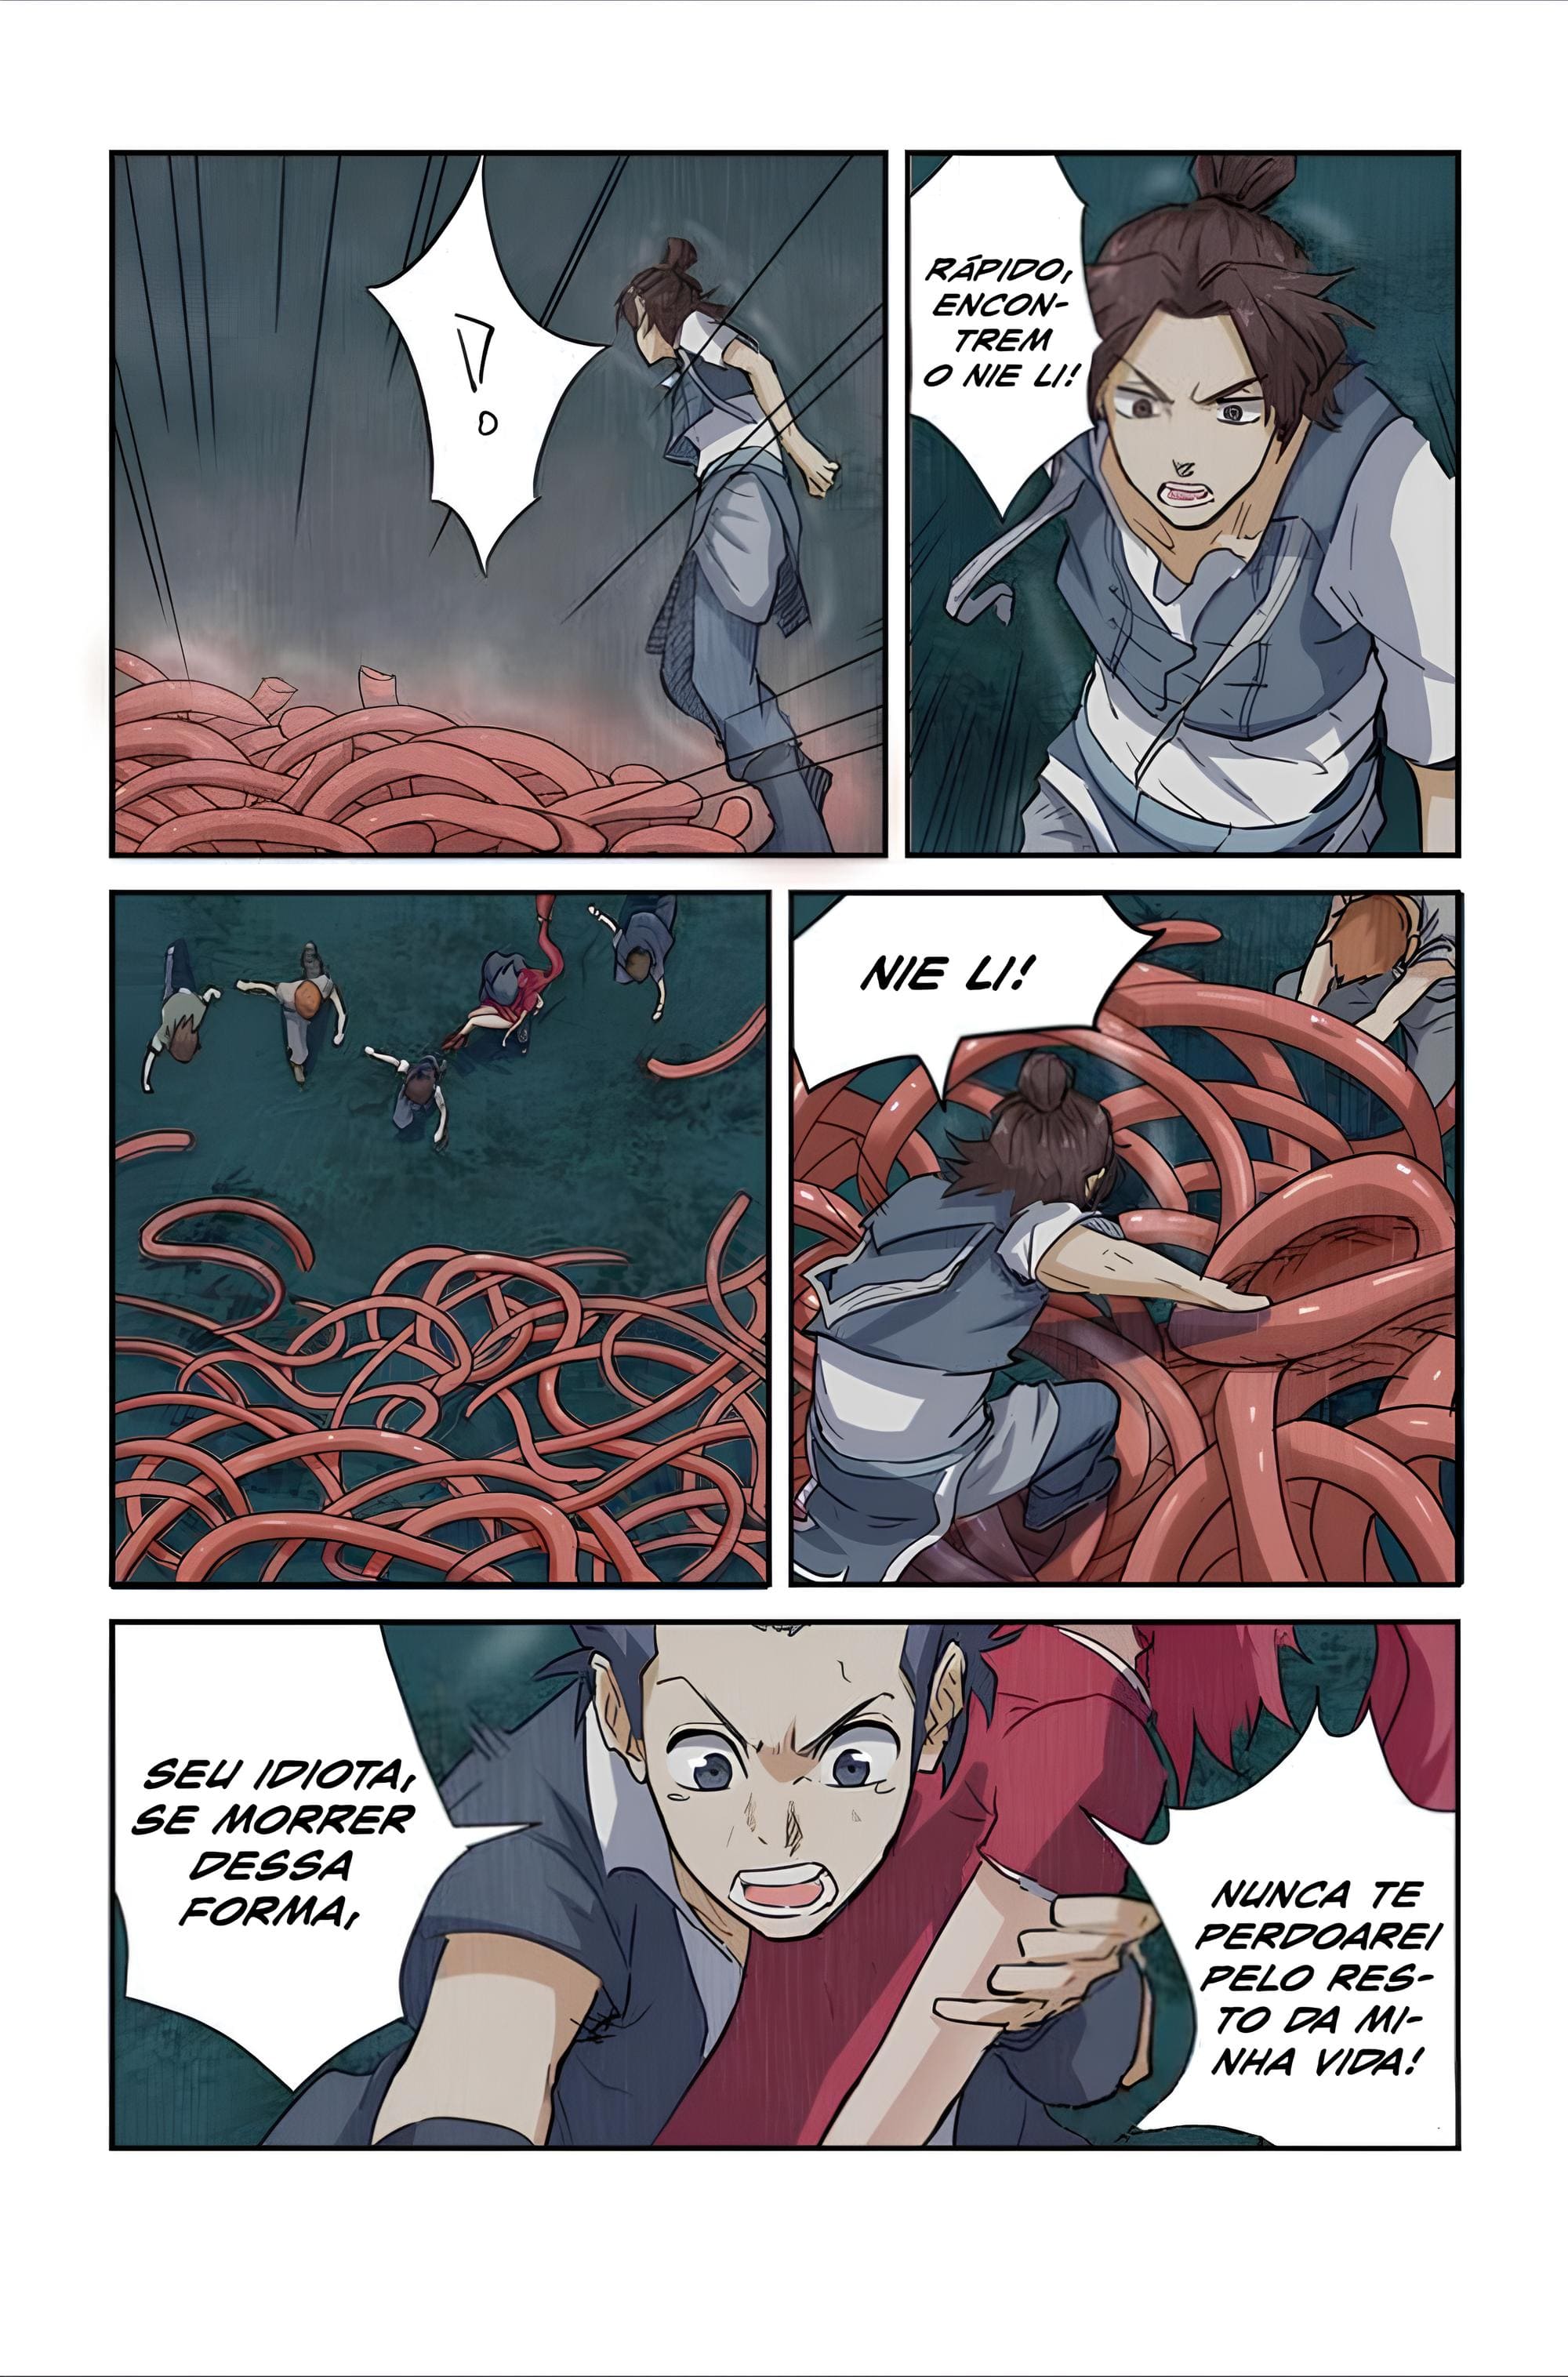 !
RÁPIDO,
ENCON-
TREM
O NIE LI!
NIE LI!
SEU IDIOTA,
SE MORRER
DESSA
FORMA,
NUNCA TE
PERDOAREI
PELO RES-
TO DA MI-
NHA VIDA!